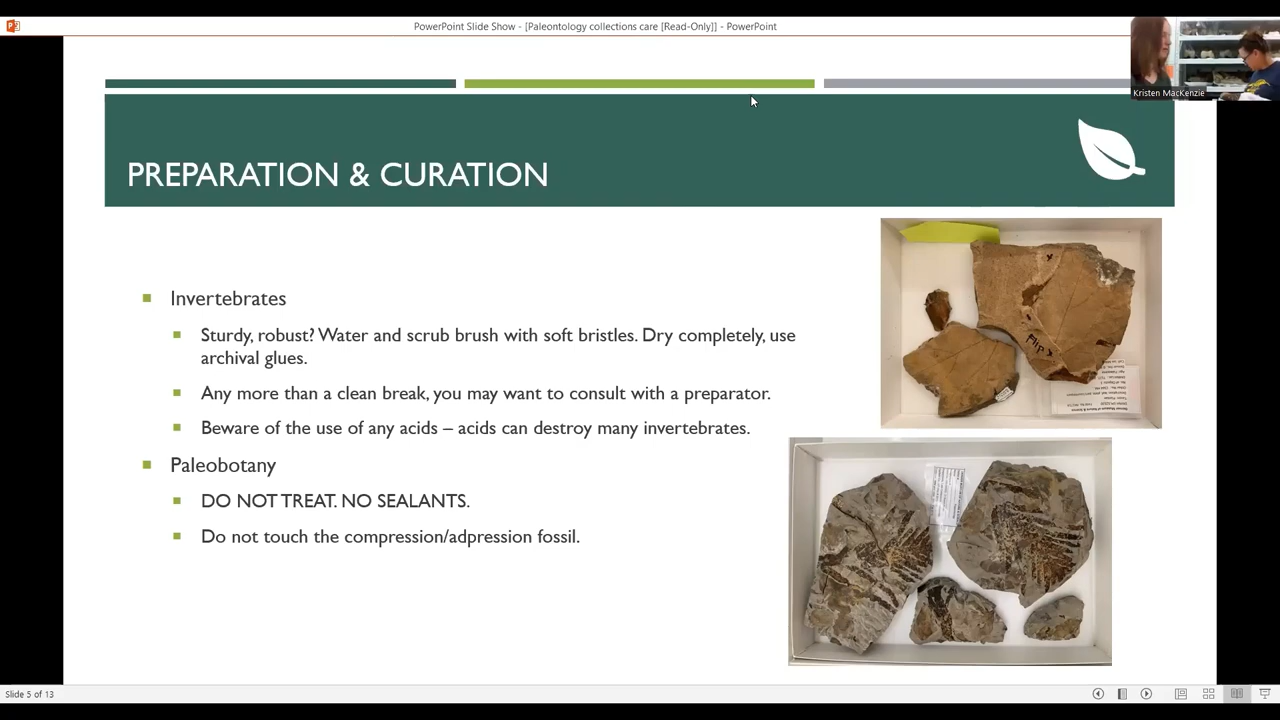 PowerPoint Slide Show - [Paleontology collections care [Read-Only]] - PowerPoint
Kristen MacKenzie
PREPARATION & CURATION
Invertebrates
Sturdy, robust? Water and scrub brush with soft bristles. Dry completely, use
archival glues.
Any more than a clean break, you may want to consult with a preparator.
Beware of the use of any acids – acids can destroy many invertebrates.
Paleobotany
DO NOT TREAT. NO SEALANTS.
Do not touch the compression/adpression fossil.
Flip
Slide 5 of 13